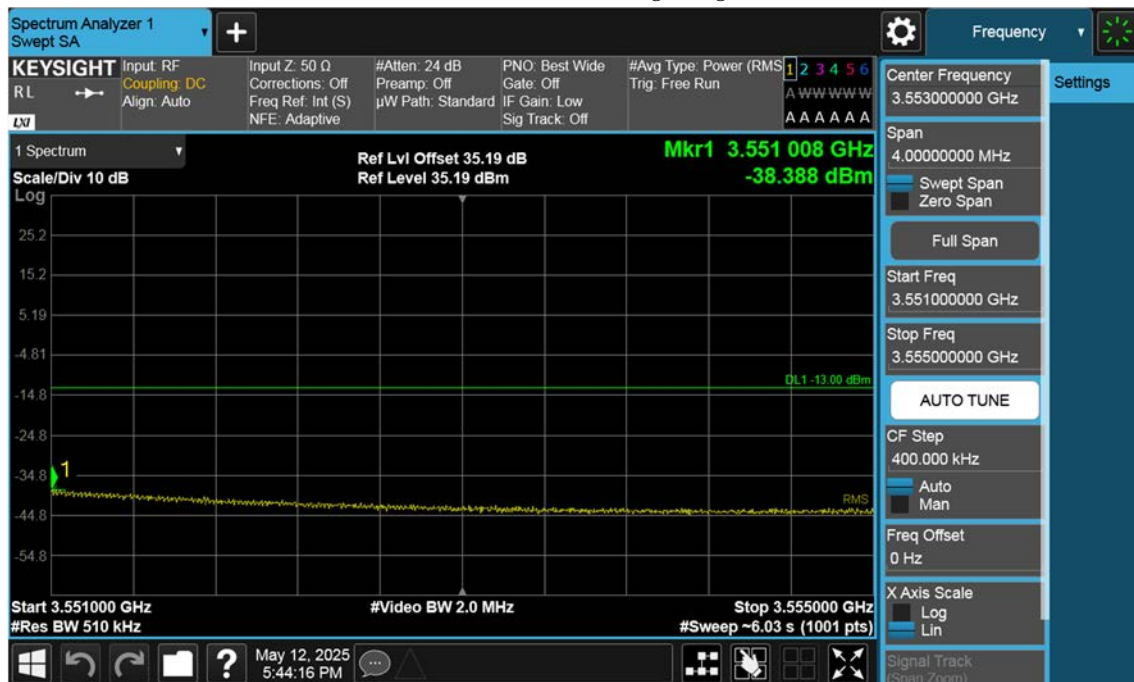 Spectrum Analyzer 1
Swept SA
Frequency
KEYSIGHT
RL
LXI
Input: RF
Coupling: DC
Align: Auto
Input Z: 50 Ω
Corrections: Off
Freq Ref: Int (S)
NFE: Adaptive
#Atten: 24 dB
Preamp: Off
µW Path: Standard
PNO: Best Wide
Gate: Off
IF Gain: Low
Sig Track: Off
#Avg Type: Power (RMS
Trig: Free Run
1 2 3 4 5 6
A W W W W W
A A A A A A
1 Spectrum
Scale/Div 10 dB
Ref Lvl Offset 35.19 dB
Ref Level 35.19 dBm
Mkr1 3.551 008 GHz
-38.388 dBm
Log
25.2
15.2
5.19
-4.81
-14.8
-24.8
-34.8
-44.8
-54.8
DL1 -13.00 dBm
1
RMS
Start 3.551000 GHz
#Res BW 510 kHz
#Video BW 2.0 MHz
Stop 3.555000 GHz
#Sweep ~6.03 s (1001 pts)
Center Frequency
3.553000000 GHz
Settings
Span
4.00000000 MHz
Swept Span
Zero Span
Full Span
Start Freq
3.551000000 GHz
Stop Freq
3.555000000 GHz
AUTO TUNE
CF Step
400.000 kHz
Auto
Man
Freq Offset
0 Hz
X Axis Scale
Log
Lin
Signal Track
(Span Zoom)
?
May 12, 2025
5:44:16 PM